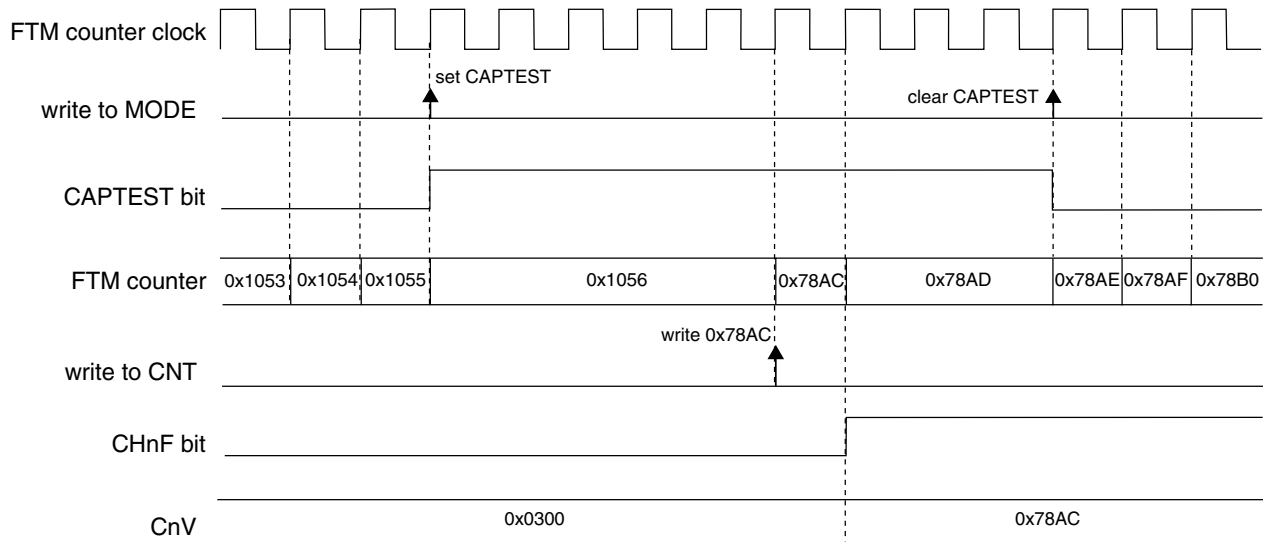 FTM counter clock
set CAPTEST
write to MODE
clear CAPTEST
CAPTEST bit
FTM counter
0x1053 0x1054 0x1055 0x1056 0x78AC 0x78AD 0x78AE 0x78AF 0x78B0
write 0x78AC
write to CNT
CHnF bit
CnV
0x0300 0x78AC